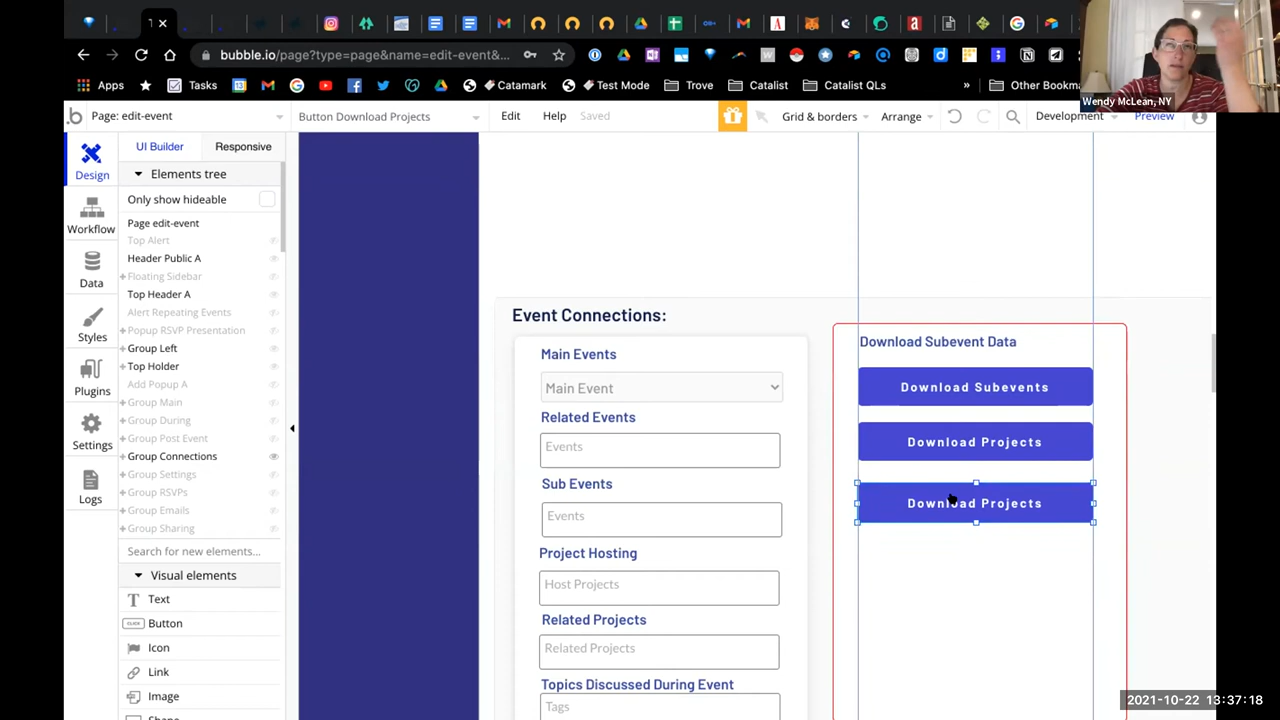 bubble.io/page?type=page&name=edit-event&...
Apps
Tasks
Catamark
Test Mode
Trove
Catalist
Catalist QLs
»
Other Bookma
Wendy McLean, NY
Page: edit-event
Button Download Projects
Edit
Help
Saved
Grid & borders
Arrange
Development
Preview
UI Builder
Responsive
Design
Workflow
Data
Styles
Plugins
Settings
Logs
Elements tree
Only show hideable
Page edit-event
Top Alert
Header Public A
Floating Sidebar
Top Header A
Alert Repeating Events
Popup RSVP Presentation
Group Left
Top Holder
Add Popup A
Group Main
Group During
Group Post Event
Group Connections
Group Settings
Group RSVPs
Group Emails
Group Sharing
Search for new elements...
Visual elements
Text
CLICK
Button
Icon
Link
Image
Shape
Event Connections:
Main Events
Main Event
Related Events
Events
Sub Events
Events
Project Hosting
Host Projects
Related Projects
Related Projects
Topics Discussed During Event
Tags
Download Subevent Data
Download Subevents
Download Projects
Download Projects
2021-10-22 13:37:18